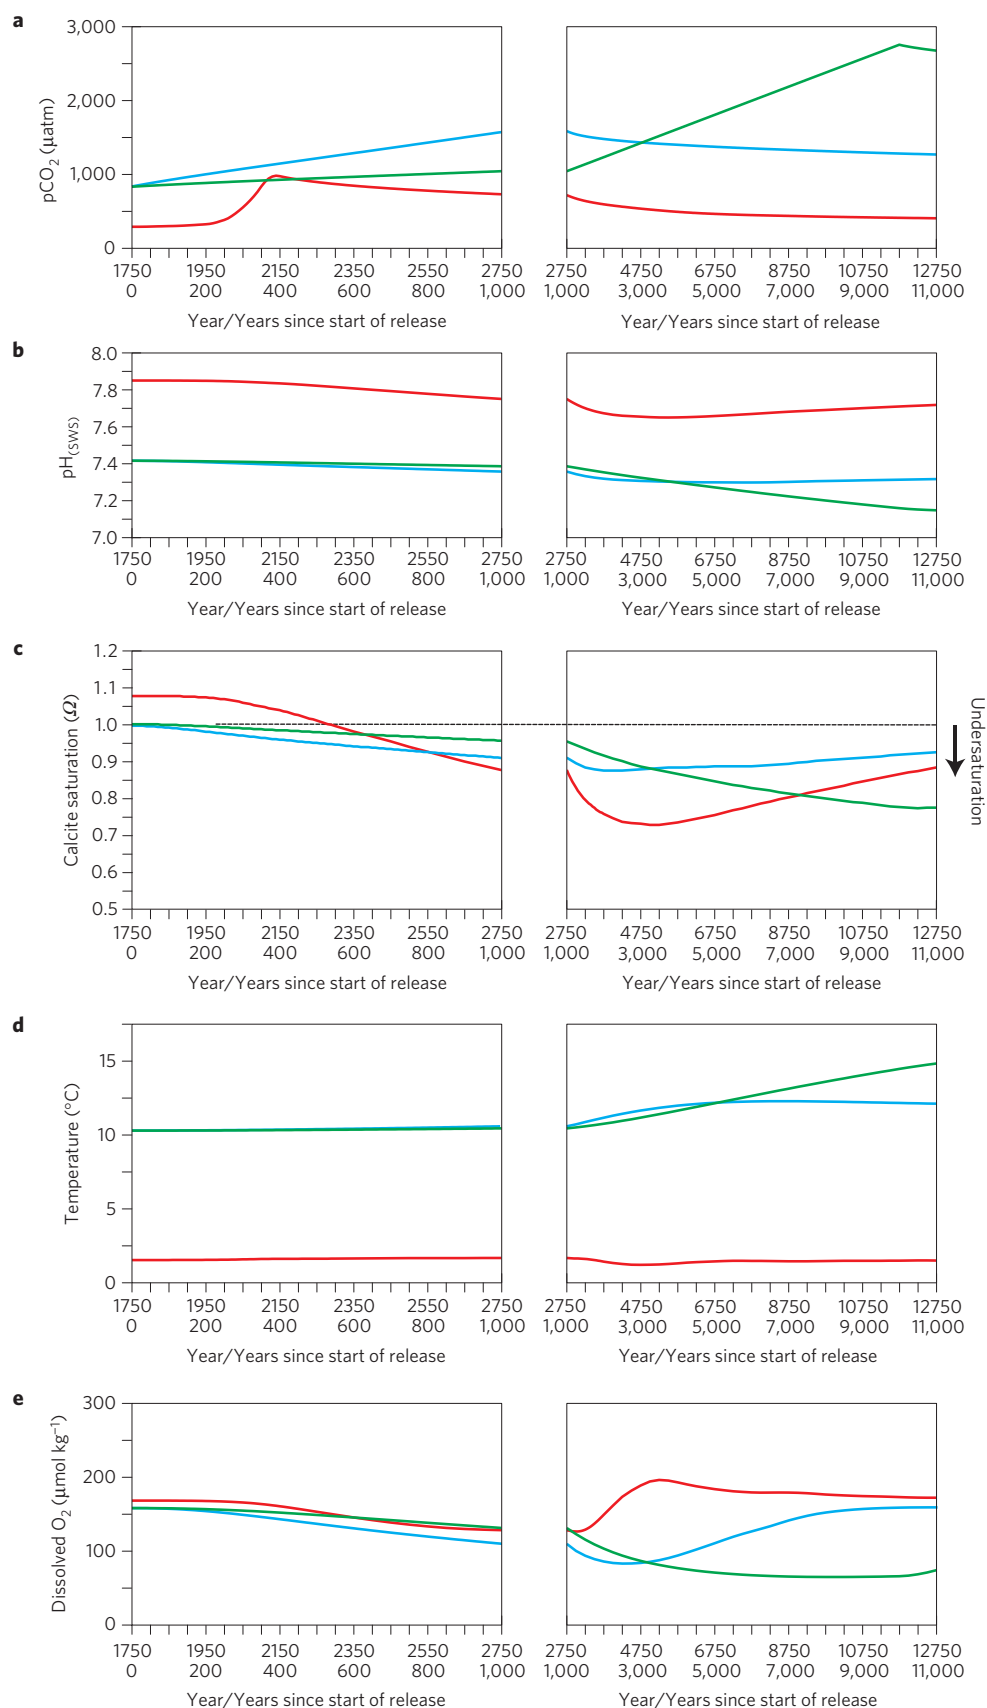 a
3,000
2,000
1,000
0
pCO2 (µatm)
1750 1950 2150 2350 2550 2750
0 200 400 600 800 1,000
Year/Years since start of release
2750 4750 6750 8750 10750 12750
1,000 3,000 5,000 7,000 9,000 11,000
Year/Years since start of release
b
8.0
7.8
7.6
7.4
7.2
7.0
pH(SWS)
1750 1950 2150 2350 2550 2750
0 200 400 600 800 1,000
Year/Years since start of release
2750 4750 6750 8750 10750 12750
1,000 3,000 5,000 7,000 9,000 11,000
Year/Years since start of release
c
1.2
1.1
1.0
0.9
0.8
0.7
0.6
0.5
Calcite saturation (Ω)
Undersaturation
1750 1950 2150 2350 2550 2750
0 200 400 600 800 1,000
Year/Years since start of release
2750 4750 6750 8750 10750 12750
1,000 3,000 5,000 7,000 9,000 11,000
Year/Years since start of release
d
15
10
5
0
Temperature (°C)
1750 1950 2150 2350 2550 2750
0 200 400 600 800 1,000
Year/Years since start of release
2750 4750 6750 8750 10750 12750
1,000 3,000 5,000 7,000 9,000 11,000
Year/Years since start of release
e
300
200
100
0
Dissolved O2 (µmol kg−1)
1750 1950 2150 2350 2550 2750
0 200 400 600 800 1,000
Year/Years since start of release
2750 4750 6750 8750 10750 12750
1,000 3,000 5,000 7,000 9,000 11,000
Year/Years since start of release